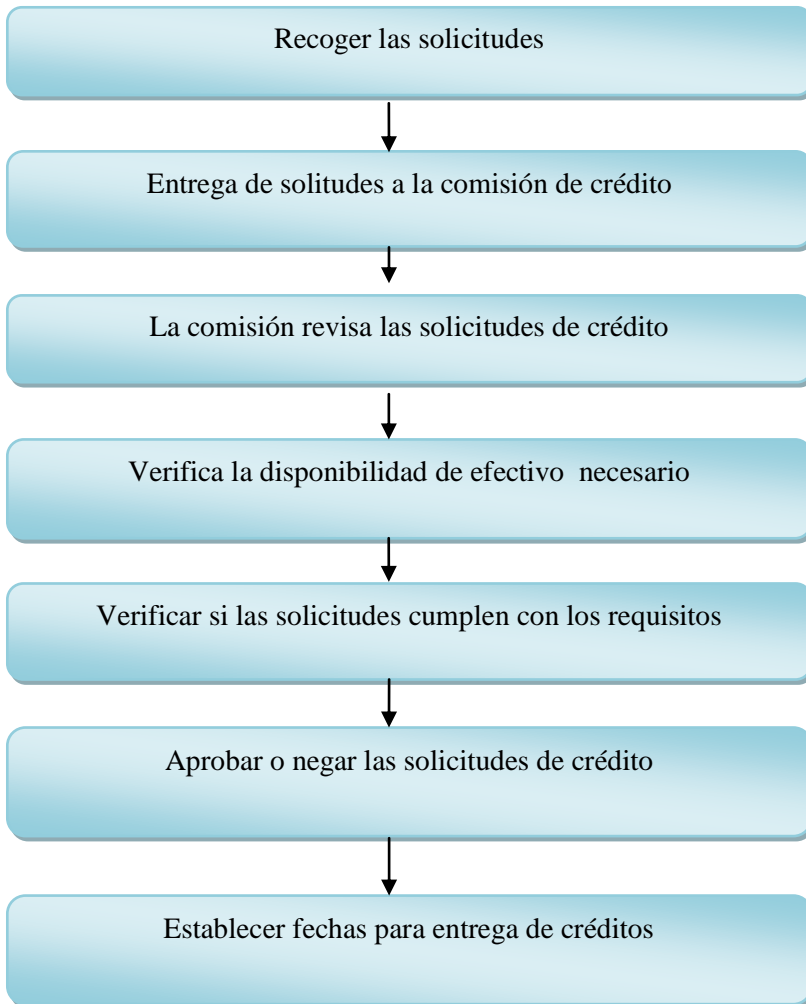 Recoger las solicitudes
Entrega de solitudes a la comisión de crédito
La comisión revisa las solicitudes de crédito
Verifica la disponibilidad de efectivo  necesario
Verificar si las solicitudes cumplen con los requisitos
Aprobar o negar las solicitudes de crédito
Establecer fechas para entrega de créditos